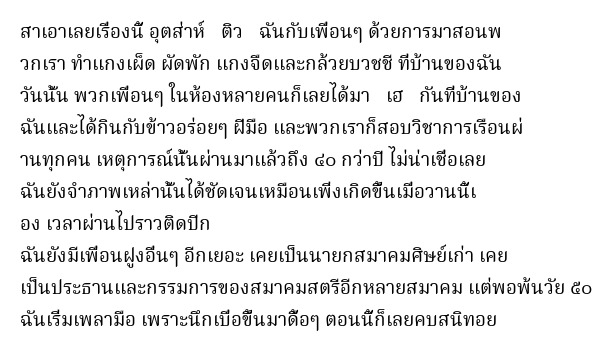 สาเอาเลยเรื่องนี้ อุตส่าห์   ติว   ฉันกับเพื่อนๆ ด้วยการมาสอนพ
วกเรา ทำแกงเผ็ด ผัดพัก แกงจืดและกล้วยบวชชี ที่บ้านของฉัน
วันนั้น พวกเพื่อนๆ ในห้องหลายคนก็เลยได้มา   เฮ   กันที่บ้านของ
ฉันและได้กินกับข้าวอร่อยๆ ฝีมือ และพวกเราก็สอบวิชาการเรือนผ่
านทุกคน เหตุการณ์นั้นผ่านมาแล้วถึง ๔๐ กว่าปี ไม่น่าเชื่อเลย
ฉันยังจำภาพเหล่านั้นได้ชัดเจนเหมือนเพิ่งเกิดขึ้นเมื่อวานนี้เ
อง เวลาผ่านไปราวติดปีก
ฉันยังมีเพื่อนฝูงอื่นๆ อีกเยอะ เคยเป็นนายกสมาคมศิษย์เก่า เคย
เป็นประธานและกรรมการของสมาคมสตรีอีกหลายสมาคม แต่พอพ้นวัย ๕๐
ฉันเริ่มเพลามือ เพราะนึกเบื่อขึ้นมาดื้อๆ ตอนนี้ก็เลยคบสนิทอย